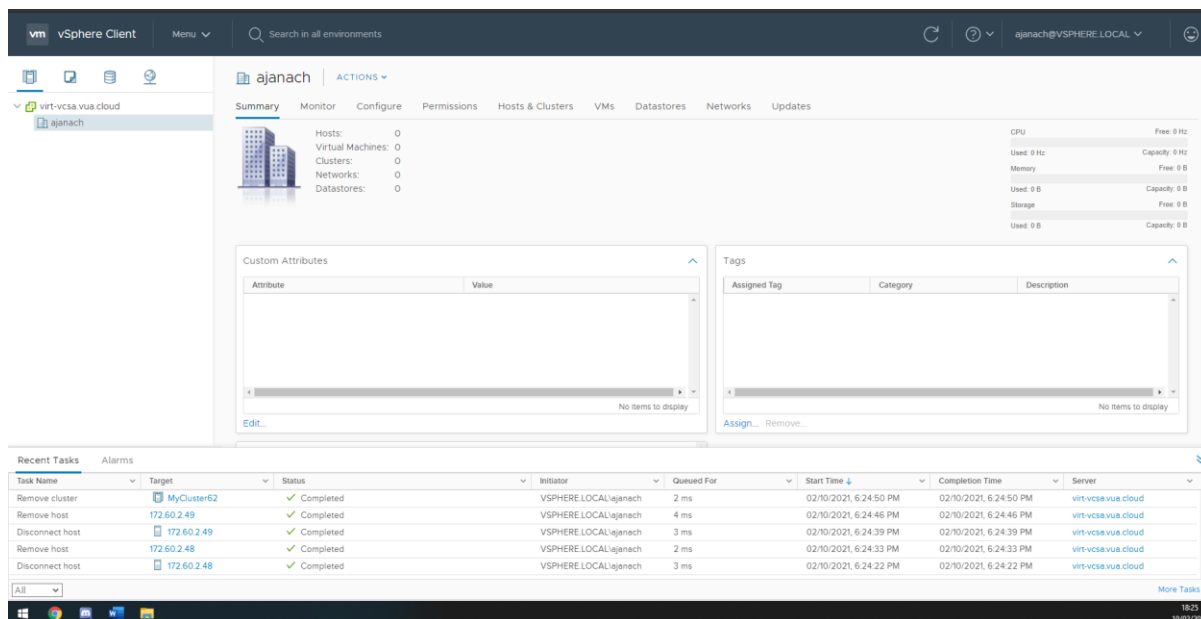 vm vSphere Client Menu Search in all environments ajanach@VSPHERE.LOCAL
virt-vcsa.vua.cloud
ajanach
ajanach ACTIONS
Summary Monitor Configure Permissions Hosts & Clusters VMs Datastores Networks Updates
Hosts: 0
Virtual Machines: 0
Clusters: 0
Networks: 0
Datastores: 0
CPU Free: 0 Hz
Used: 0 Hz Capacity: 0 Hz
Memory Free: 0 B
Used: 0 B Capacity: 0 B
Storage Free: 0 B
Used: 0 B Capacity: 0 B
Custom Attributes
Attribute Value
No items to display
Edit...
Tags
Assigned Tag Category Description
No items to display
Assign... Remove...
Recent Tasks Alarms
Task Name Target Status Initiator Queued For Start Time Completion Time Server
Remove cluster MyCluster62 Completed VSPHERE.LOCAL\ajanach 2 ms 02/10/2021, 6:24:50 PM 02/10/2021, 6:24:50 PM virt-vcsa.vua.cloud
Remove host 172.60.2.49 Completed VSPHERE.LOCAL\ajanach 4 ms 02/10/2021, 6:24:46 PM 02/10/2021, 6:24:46 PM virt-vcsa.vua.cloud
Disconnect host 172.60.2.49 Completed VSPHERE.LOCAL\ajanach 3 ms 02/10/2021, 6:24:39 PM 02/10/2021, 6:24:39 PM virt-vcsa.vua.cloud
Remove host 172.60.2.48 Completed VSPHERE.LOCAL\ajanach 2 ms 02/10/2021, 6:24:33 PM 02/10/2021, 6:24:33 PM virt-vcsa.vua.cloud
Disconnect host 172.60.2.48 Completed VSPHERE.LOCAL\ajanach 3 ms 02/10/2021, 6:24:22 PM 02/10/2021, 6:24:22 PM virt-vcsa.vua.cloud
All More Tasks
18:25